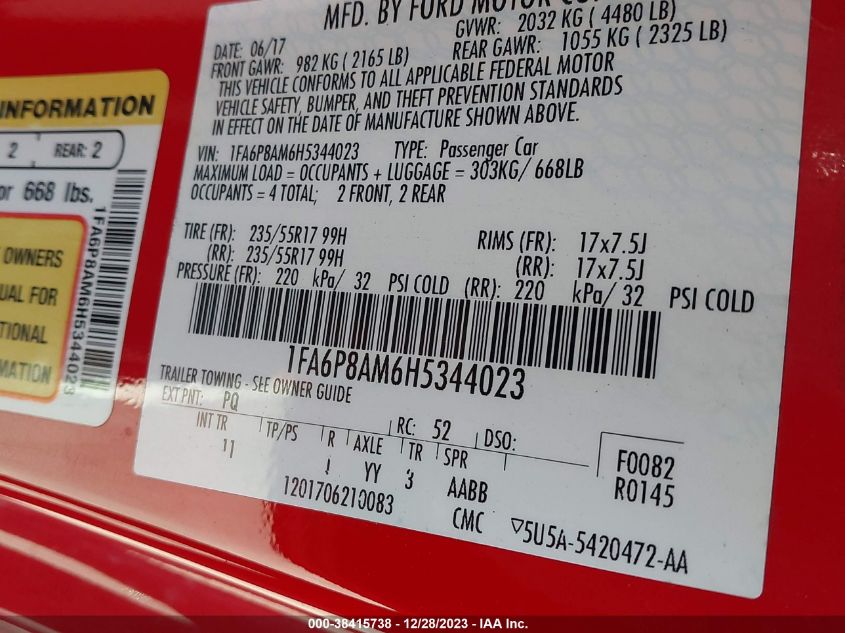 MFD. BY FORD MOTOR
DATE: 06/17
GVWR: 2032 KG ( 4480 LB)
FRONT GAWR: 982 KG ( 2165 LB)
REAR GAWR: 1055 KG ( 2325 LB)
THIS VEHICLE CONFORMS TO ALL APPLICABLE FEDERAL MOTOR
VEHICLE SAFETY, BUMPER, AND THEFT PREVENTION STANDARDS
IN EFFECT ON THE DATE OF MANUFACTURE SHOWN ABOVE.
VIN: 1FA6P8AM6H5344023 TYPE: Passenger Car
MAXIMUM LOAD = OCCUPANTS + LUGGAGE = 303KG/ 668LB
OCCUPANTS = 4 TOTAL; 2 FRONT, 2 REAR
TIRE (FR): 235/55R17 99H RIMS (FR): 17x7.5J
(RR): 235/55R17 99H (RR): 17x7.5J
PRESSURE (FR): 220 kPa/ 32 PSI COLD (RR): 220 kPa/ 32 PSI COLD
1FA6P8AM6H5344023
TRAILER TOWING - SEE OWNER GUIDE
EXT PNT: PQ RC: 52 DSO:
INT TR TP/PS R AXLE TR SPR
11 YY 3 AABB
F0082
R0145
1201706210083 CMC 5U5A-5420472-AA
INFORMATION
2 REAR: 2
or 668 lbs.
OWNERS
UAL FOR
TIONAL
MATION
1FA6P8AM6H5344023
000-38415738 - 12/28/2023 - IAA Inc.